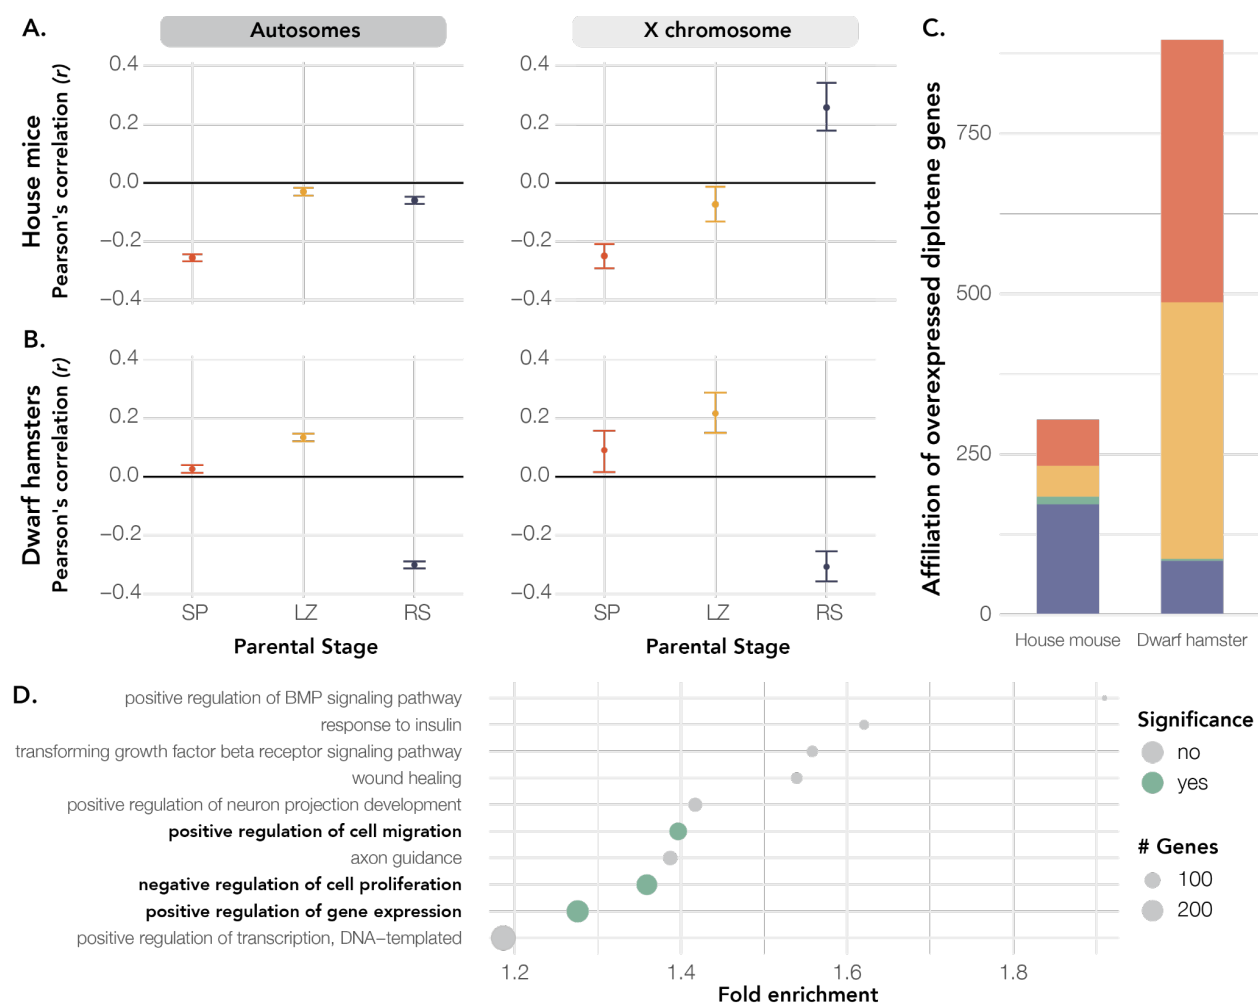 A.
Autosomes
X chromosome
C.
House mice
Pearson's correlation (r)
0.4
0.2
0.0
−0.2
−0.4
0.4
0.2
0.0
−0.2
−0.4
B.
Dwarf hamsters
Pearson's correlation (r)
0.4
0.2
0.0
−0.2
−0.4
0.4
0.2
0.0
−0.2
−0.4
SP LZ RS
SP LZ RS
Parental Stage
Parental Stage
Affiliation of overexpressed diplotene genes
750
500
250
0
House mouse Dwarf hamster
D.
positive regulation of BMP signaling pathway
response to insulin
transforming growth factor beta receptor signaling pathway
wound healing
positive regulation of neuron projection development
positive regulation of cell migration
axon guidance
negative regulation of cell proliferation
positive regulation of gene expression
positive regulation of transcription, DNA−templated
1.2 1.4 1.6 1.8
Fold enrichment
Significance
no
yes
# Genes
100
200